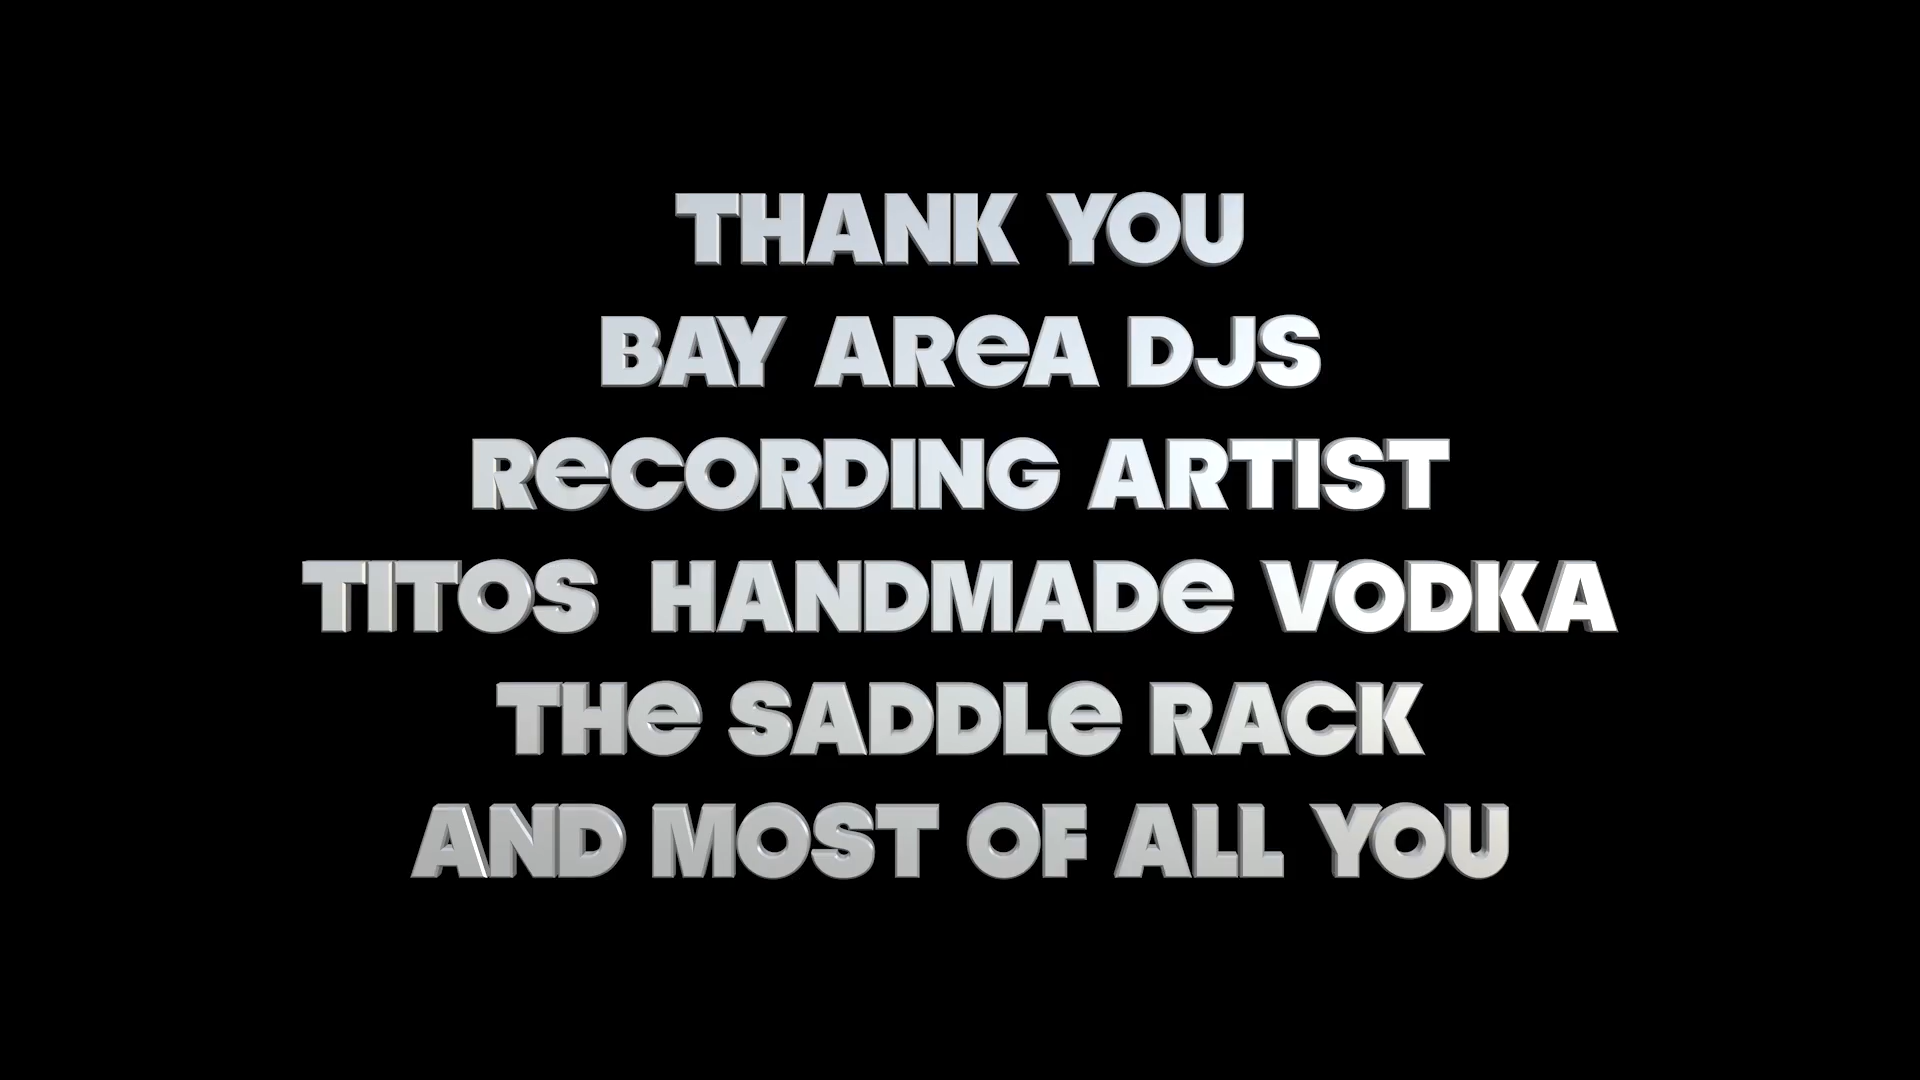 THANK YOU
BAY AReA DJS
ReCORDING ARTIST
TITOS  HANDMADe VODKA
THe SADDLe RACK
AND MOST OF ALL YOU